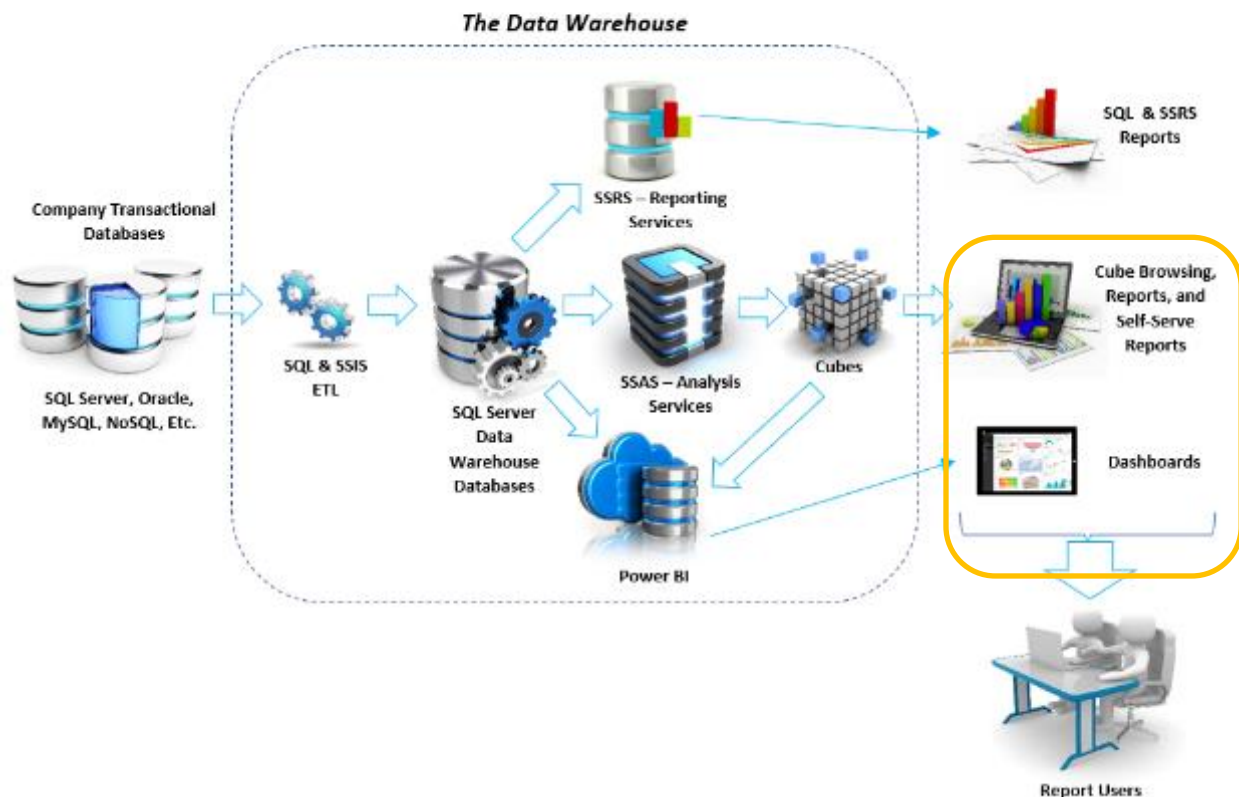 The Data Warehouse
SQL & SSRS
Reports
SSRS – Reporting
Services
Company Transactional
Databases
Cube Browsing,
Reports, and
Self-Serve
Reports
SQL & SSIS
ETL
SSAS – Analysis
Services
Cubes
SQL Server, Oracle,
MySQL, NoSQL, Etc.
SQL Server
Data
Warehouse
Databases
Dashboards
Power BI
Report Users